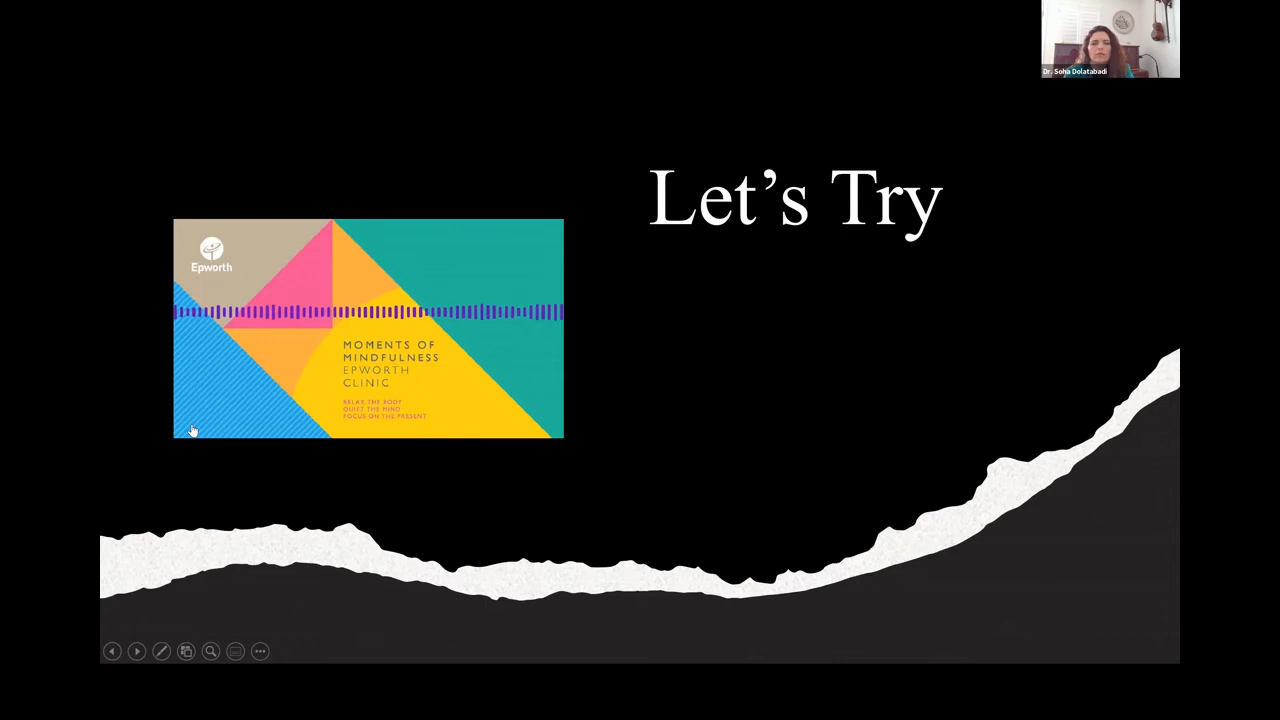 Dr. Soha Dolatabadi
Let's Try
Epworth
MOMENTS OF
MINDFULNESS
EPWORTH
CLINIC
RELAX THE BODY
QUIET THE MIND
FOCUS ON THE PRESENT